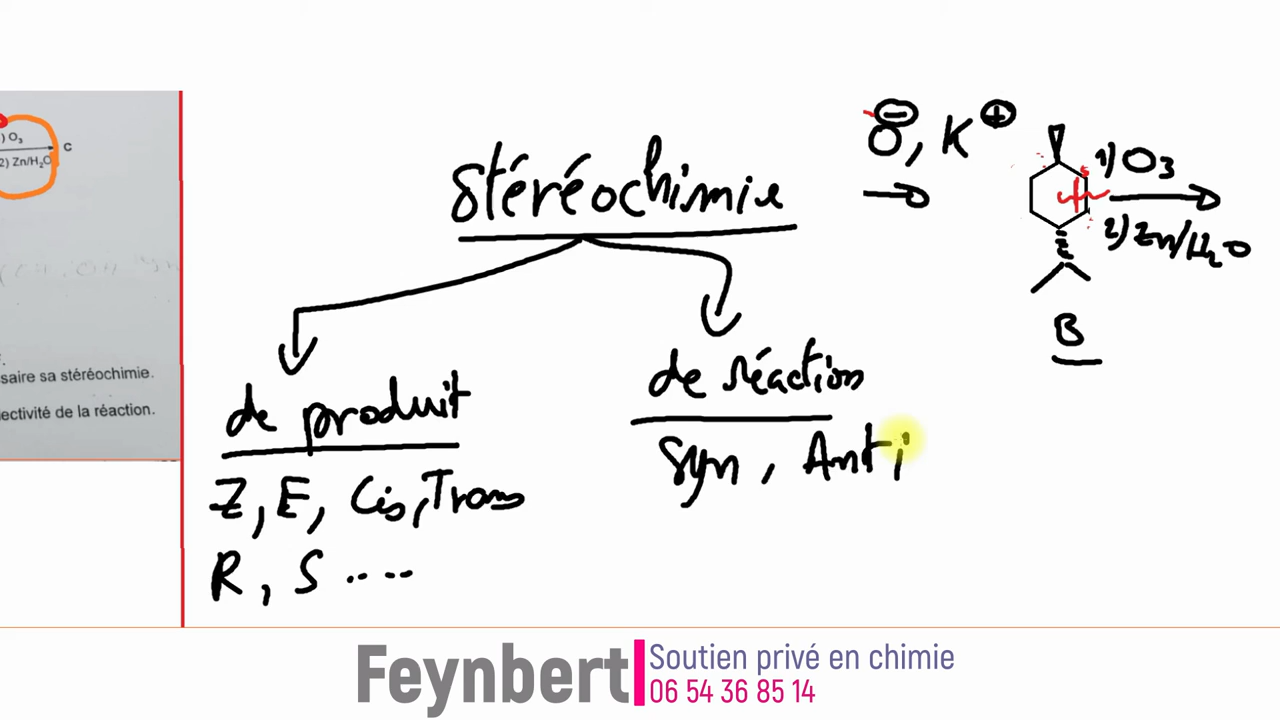 1) O₃
2) Zn/H₂O
C
saire sa stéréochimie.
ectivité de la réaction.
stéréochimie
de produit
Z, E, Cis, Trans
R, S ....
de réaction
Syn, Anti
O⊖, K⊕
1) O₃
2) Zn/H₂O
B
Feynbert
Soutien privé en chimie
06 54 36 85 14